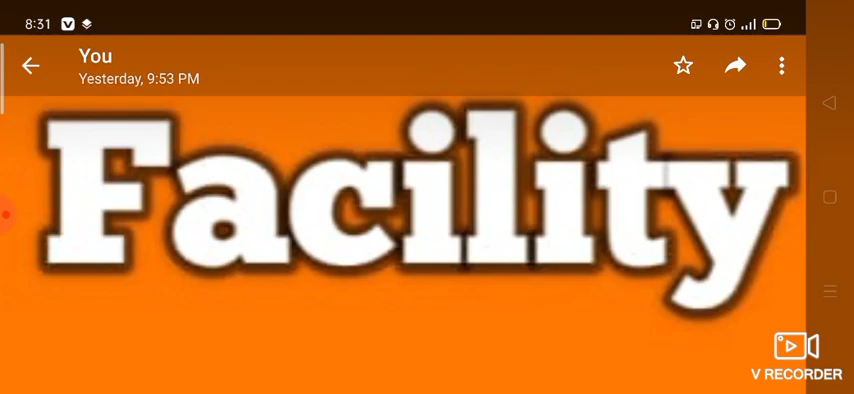 8:31
You
Yesterday, 9:53 PM
Facility
V RECORDER